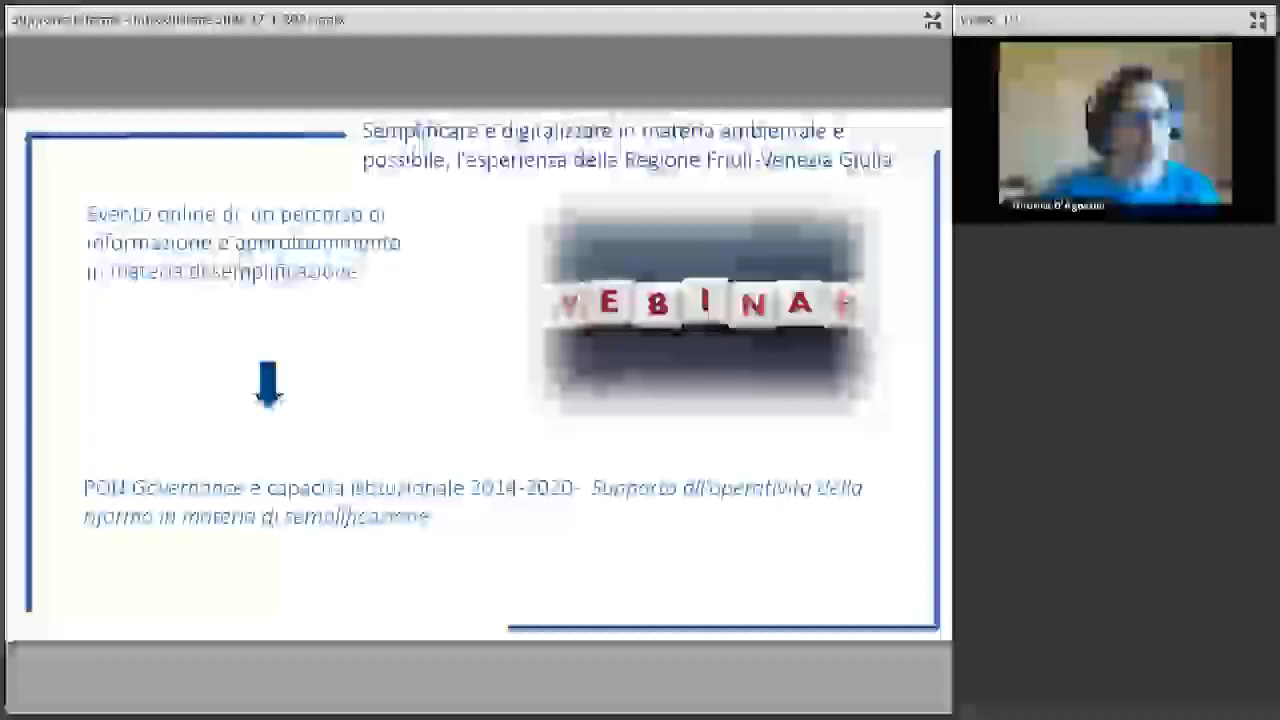 Semplificare e digitalizzare in materia ambientale è
possibile, l'esperienza della Regione Friuli-Venezia Giulia
Evento online di un percorso di
informazione e approfondimento
in materia di semplificazione
WEBINAR
PON Governance e capacità istituzionale 2014-2020- Supporto all'operatività della
riforma in materia di semplificazione